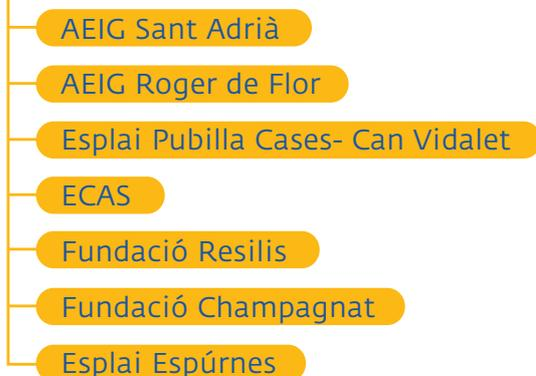 AEIG Sant Adrià
AEIG Roger de Flor
Esplai Pubilla Cases- Can Vidalet
ECAS
Fundació Resilis
Fundació Champagnat
Esplai Espúrnes